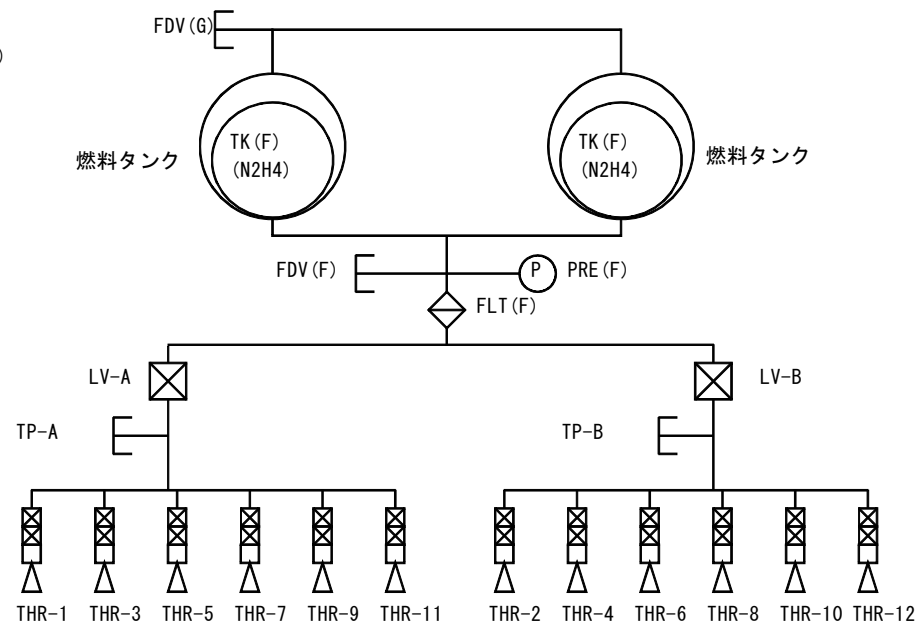 FDV(G)
)
TK(F)
(N2H4)
燃料タンク
TK(F)
(N2H4)
燃料タンク
FDV(F)
P
PRE(F)
FLT(F)
LV-A
LV-B
TP-A
TP-B
THR-1 THR-3 THR-5 THR-7 THR-9 THR-11 THR-2 THR-4 THR-6 THR-8 THR-10 THR-12